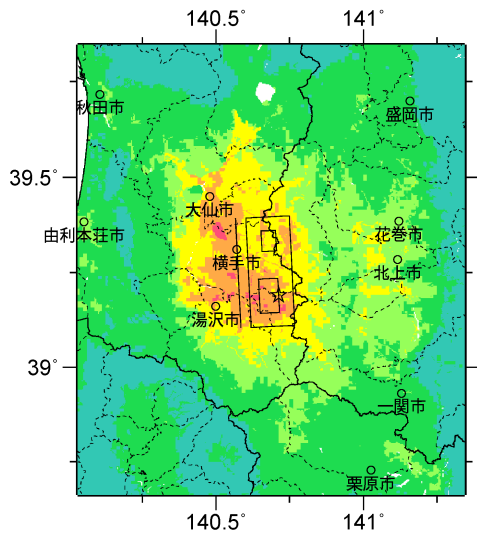 140.5° 141°
秋田市
盛岡市
39.5°
大仙市
由利本荘市
花巻市
横手市
北上市
湯沢市
39°
一関市
栗原市
140.5° 141°